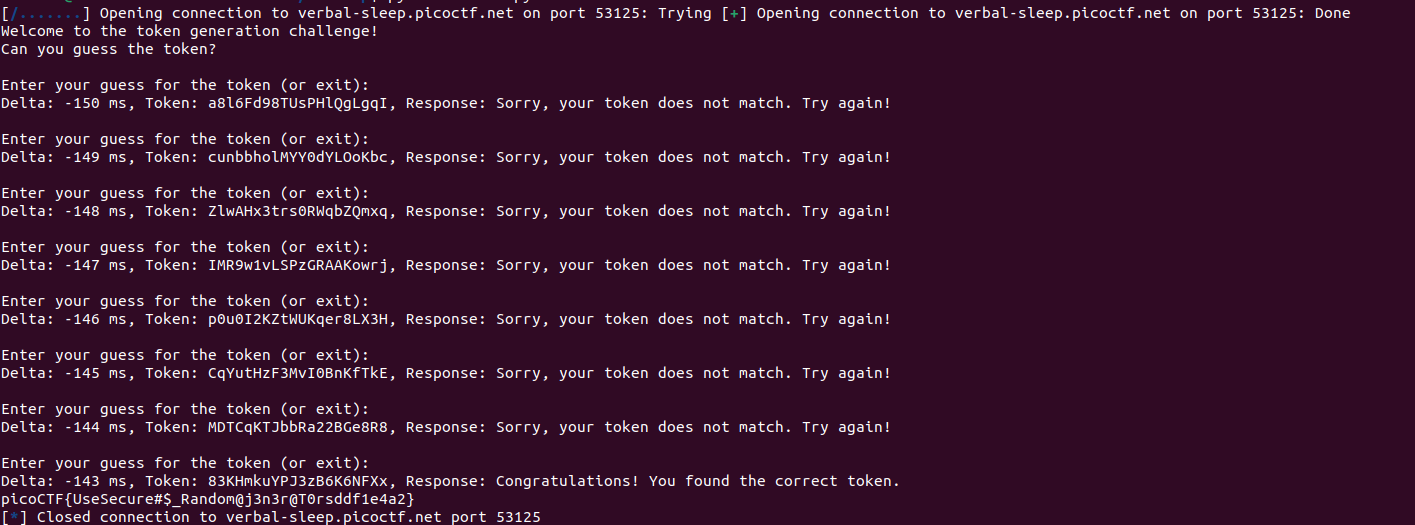 [/.......] Opening connection to verbal-sleep.picoctf.net on port 53125: Trying [+] Opening connection to verbal-sleep.picoctf.net on port 53125: Done
Welcome to the token generation challenge!
Can you guess the token?
Enter your guess for the token (or exit):
Delta: -150 ms, Token: a8l6Fd98TUsPHlQgLgqI, Response: Sorry, your token does not match. Try again!
Enter your guess for the token (or exit):
Delta: -149 ms, Token: cunbbholMYY0dYLOoKbc, Response: Sorry, your token does not match. Try again!
Enter your guess for the token (or exit):
Delta: -148 ms, Token: ZlwAHx3trs0RWqbZQmxq, Response: Sorry, your token does not match. Try again!
Enter your guess for the token (or exit):
Delta: -147 ms, Token: IMR9w1vLSPzGRAAKowrj, Response: Sorry, your token does not match. Try again!
Enter your guess for the token (or exit):
Delta: -146 ms, Token: p0u0I2KZtWUKqer8LX3H, Response: Sorry, your token does not match. Try again!
Enter your guess for the token (or exit):
Delta: -145 ms, Token: CqYutHzF3MvI0BnKfTkE, Response: Sorry, your token does not match. Try again!
Enter your guess for the token (or exit):
Delta: -144 ms, Token: MDTCqKTJbbRa22BGe8R8, Response: Sorry, your token does not match. Try again!
Enter your guess for the token (or exit):
Delta: -143 ms, Token: 83KHmkuYPJ3zB6K6NFXx, Response: Congratulations! You found the correct token.
picoCTF{UseSecure#$_Random@j3n3r@T0rsddf1e4a2}
[*] Closed connection to verbal-sleep.picoctf.net port 53125